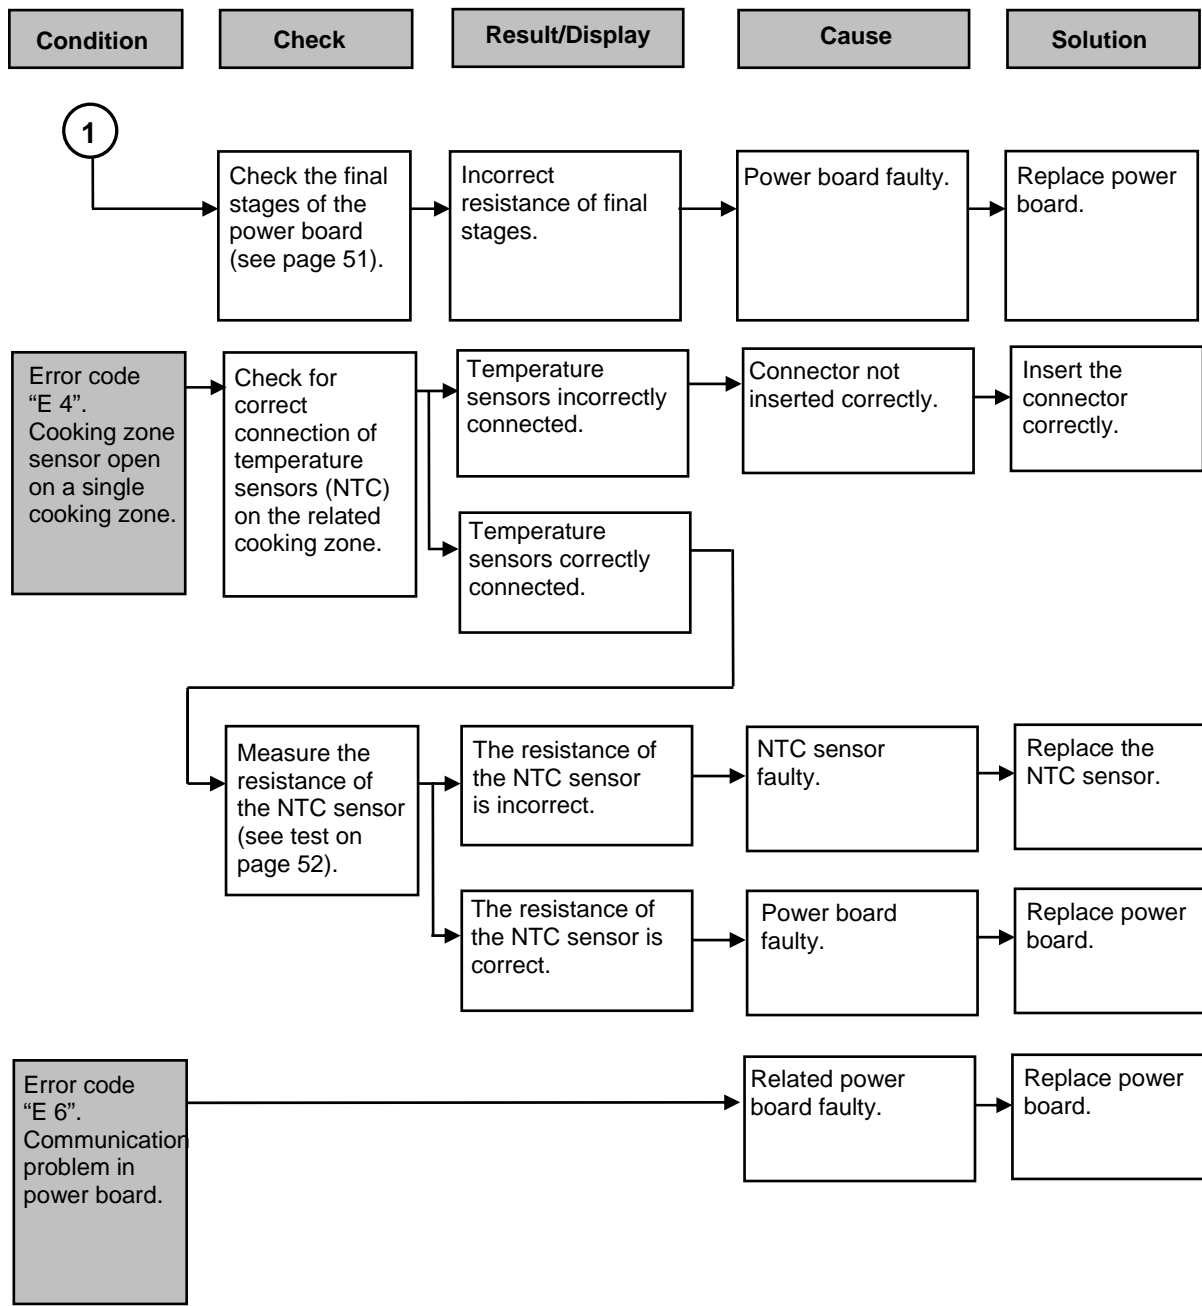 Condition
Check
Result/Display
Cause
Solution
1
Check the final
stages of the
power board
(see page 51).
Incorrect
resistance of final
stages.
Power board faulty.
Replace power
board.
Error code
“E 4”.
Cooking zone
sensor open
on a single
cooking zone.
Check for
correct
connection of
temperature
sensors (NTC)
on the related
cooking zone.
Temperature
sensors incorrectly
connected.
Connector not
inserted correctly.
Insert the
connector
correctly.
Temperature
sensors correctly
connected.
Measure the
resistance of
the NTC sensor
(see test on
page 52).
The resistance of
the NTC sensor
is incorrect.
NTC sensor
faulty.
Replace the
NTC sensor.
The resistance of
the NTC sensor is
correct.
Power board
faulty.
Replace power
board.
Error code
“E 6”.
Communication
problem in
power board.
Related power
board faulty.
Replace power
board.